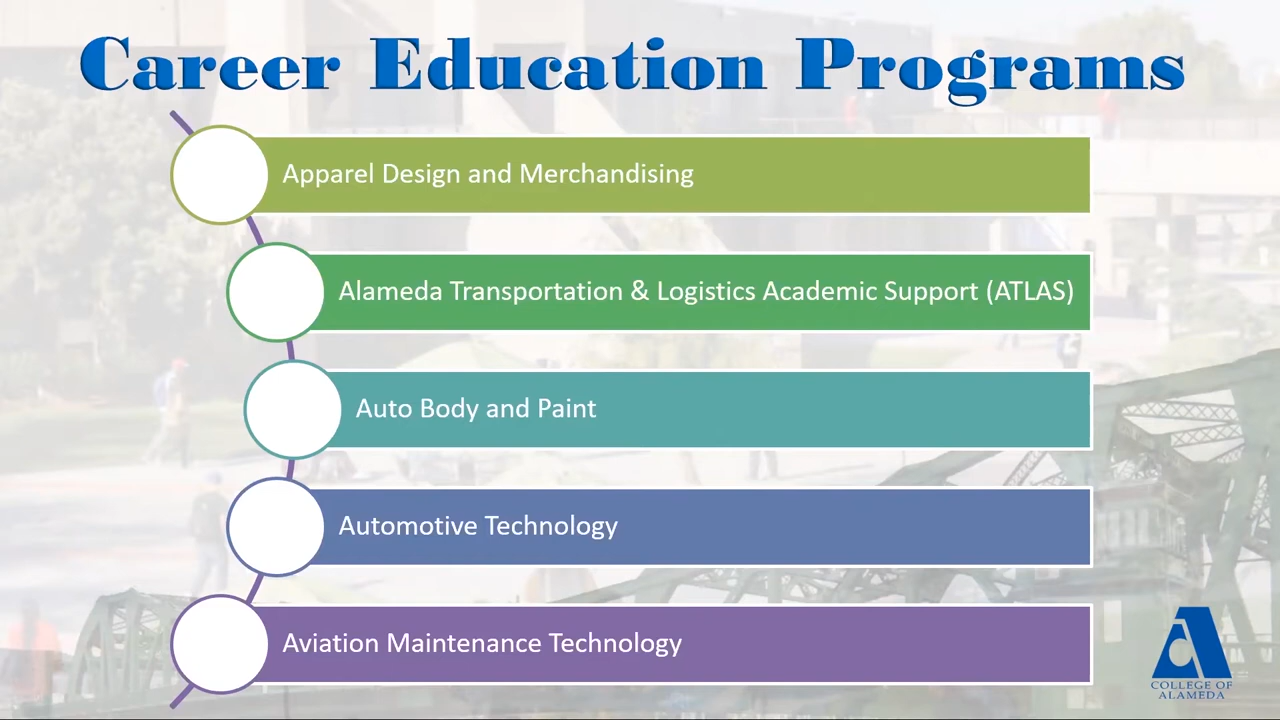 Career Education Programs
Apparel Design and Merchandising
Alameda Transportation & Logistics Academic Support (ATLAS)
Auto Body and Paint
Automotive Technology
Aviation Maintenance Technology
COLLEGE OF
ALAMEDA